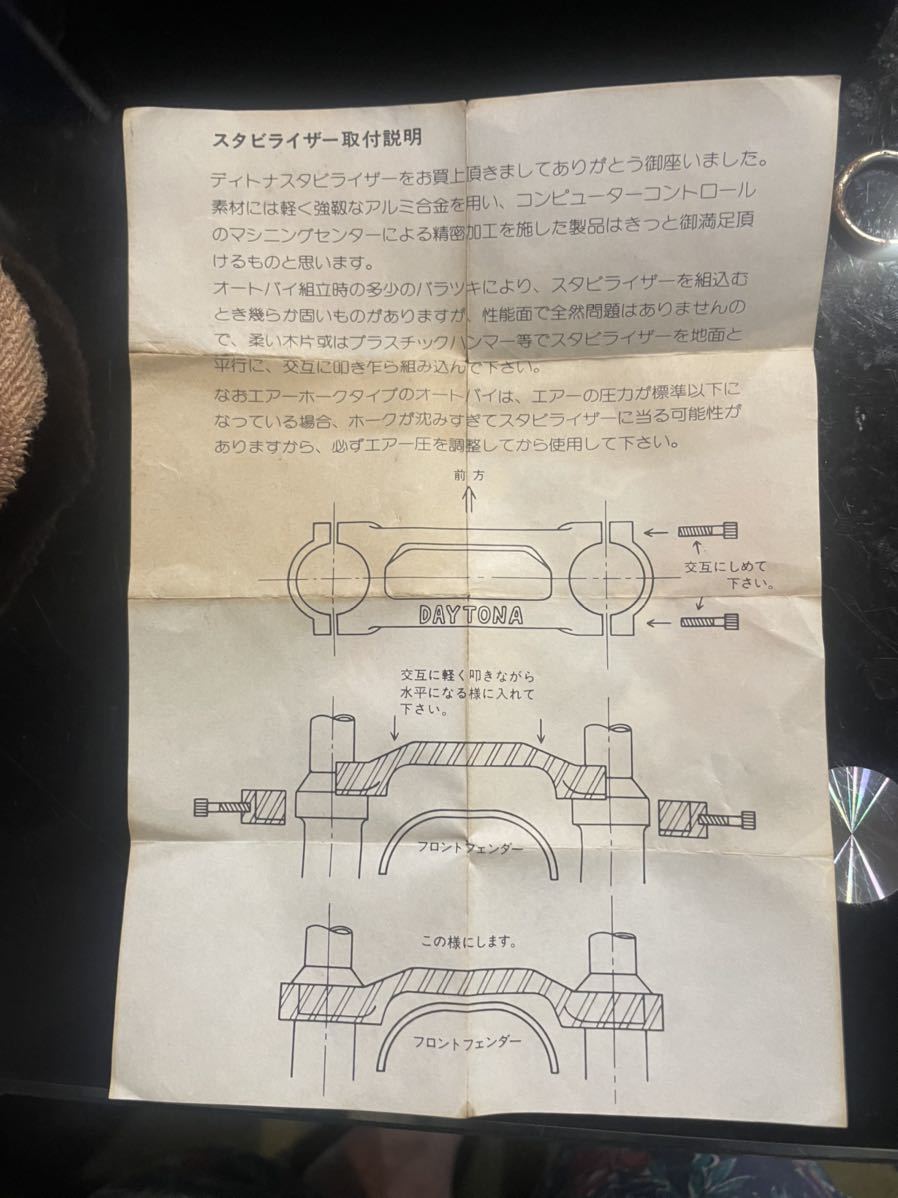 スタビライザー取付説明
ディトナスタビライザーをお買上頂きましてありがとう御座いました。
素材には軽く強靱なアルミ合金を用い、コンピューターコントロール
のマシニングセンターによる精密加工を施した製品はきっと御満足頂
けるものと思います。
オートバイ組立時の多少のバラツキにより、スタビライザーを組込む
とき幾らか固いものがありますが、性能面で全然問題はありませんの
で、柔い木片或はプラスチックハンマー等でスタビライザーを地面と
平行に、交互に叩き乍ら組み込んで下さい。
なおエアーホークタイプのオートバイは、エアーの圧力が標準以下に
なっている場合、ホークが沈みすぎてスタビライザーに当る可能性が
ありますから、必ずエアー圧を調整してから使用して下さい。
前方
交互にしめて
下さい。
DAYTONA
交互に軽く叩きながら
水平になる様に入れて
下さい。
フロントフェンダー
この様にします。
フロントフェンダー